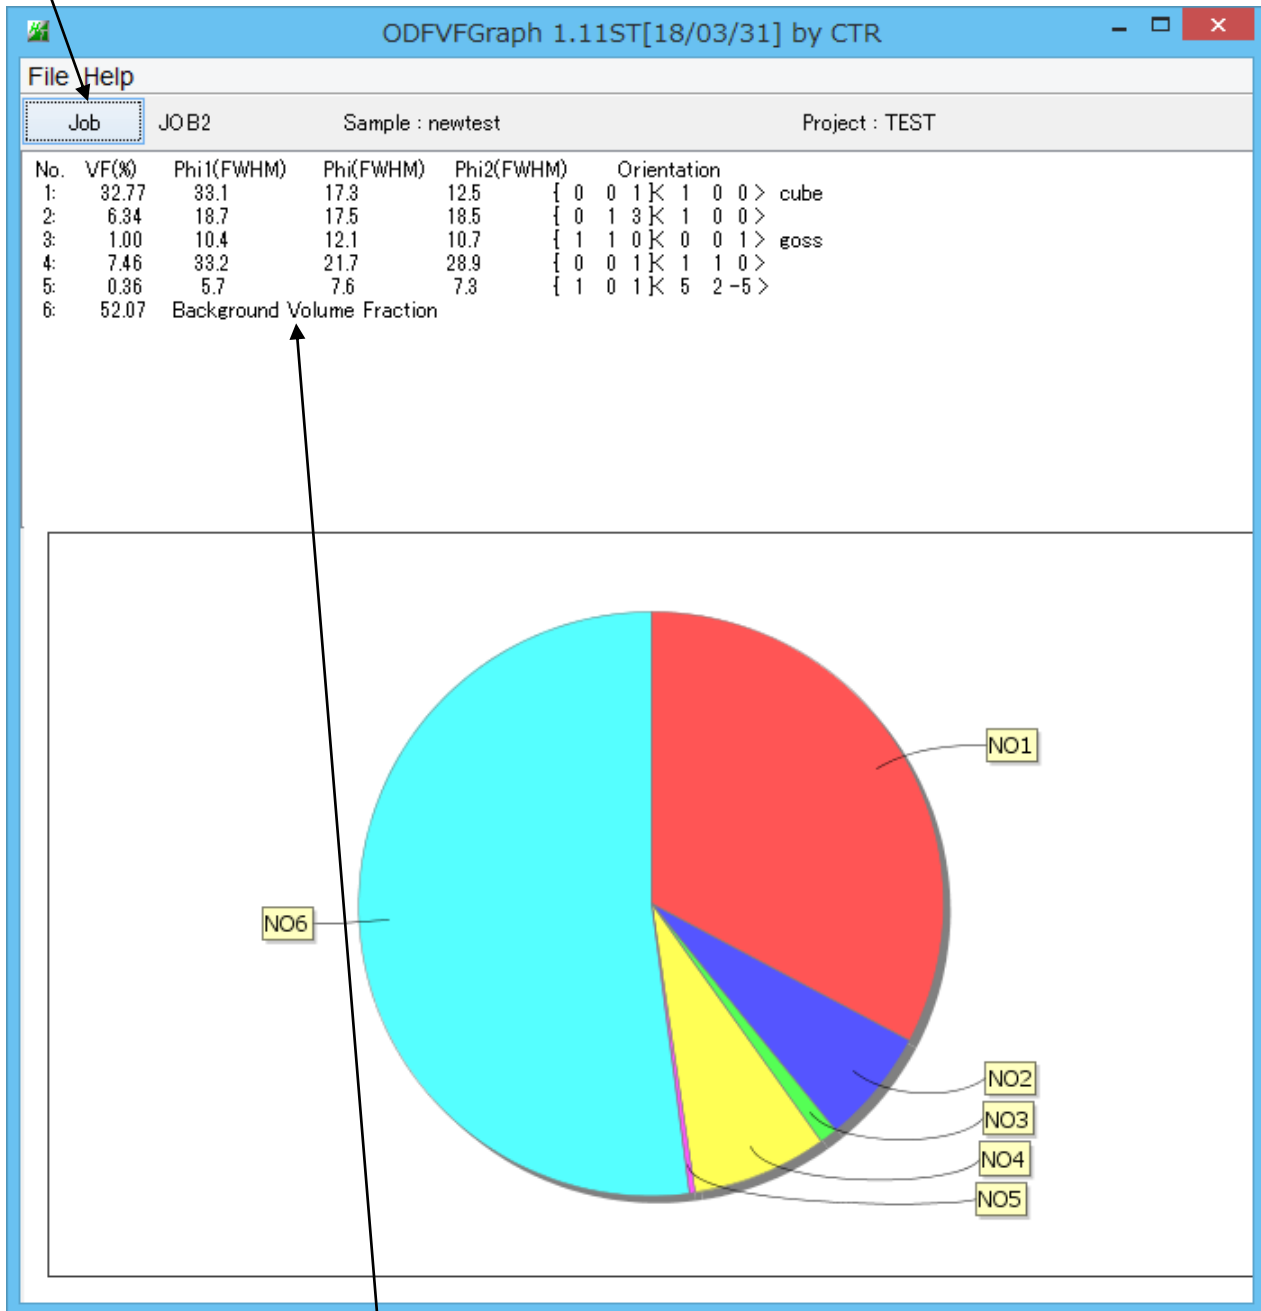 ODFVFGraph 1.11ST[18/03/31] by CTR
File Help
Job JOB2 Sample : newtest Project : TEST
No. VF(%) Phi1(FWHM) Phi(FWHM) Phi2(FWHM) Orientation
1: 32.77 33.1 17.3 12.5 { 0 0 1}< 1 0 0> cube
2: 6.34 18.7 17.5 18.5 { 0 1 3}< 1 0 0>
3: 1.00 10.4 12.1 10.7 { 1 1 0}< 0 0 1> goss
4: 7.46 33.2 21.7 28.9 { 0 0 1}< 1 1 0>
5: 0.36 5.7 7.6 7.3 { 1 0 1}< 5 2 -5>
6: 52.07 Background Volume Fraction
NO1
NO6
NO2
NO3
NO4
NO5